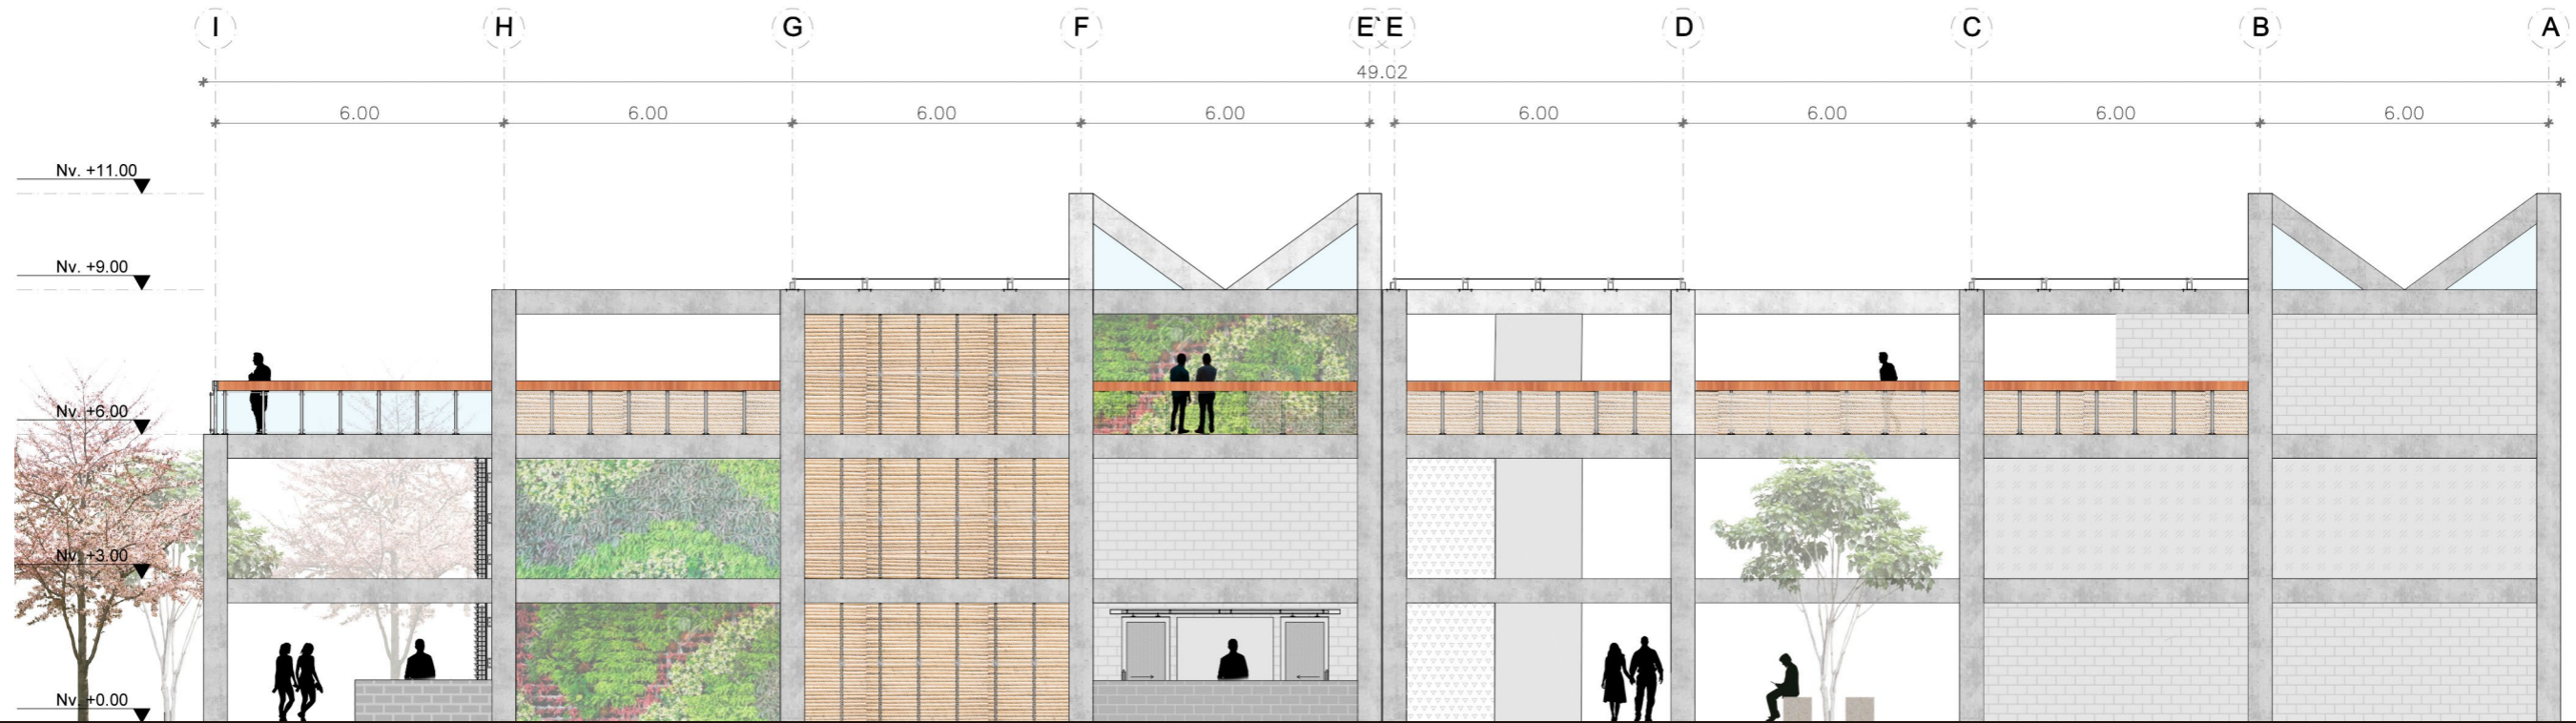 I H G F E` E D C B A
49.02
6.00 6.00 6.00 6.00 6.00 6.00 6.00 6.00
Nv. +11.00
Nv. +9.00
Nv. +6.00
Nv. +3.00
Nv. +0.00